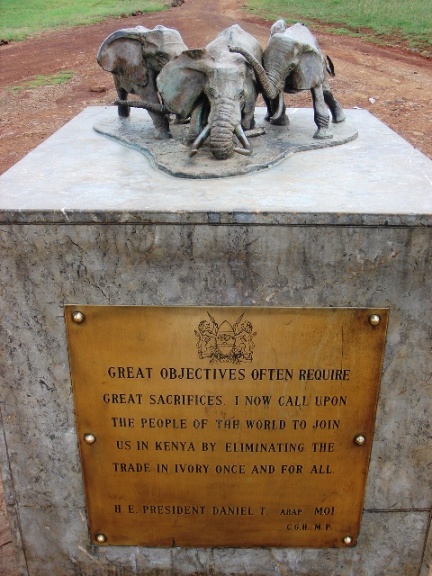 GREAT OBJECTIVES OFTEN REQUIRE
GREAT SACRIFICES. I NOW CALL UPON
THE PEOPLE OF THE WORLD TO JOIN
US IN KENYA BY ELIMINATING THE
TRADE IN IVORY ONCE AND FOR ALL.
H.E. PRESIDENT DANIEL T. ARAP MOI
C.G.H. M.P.